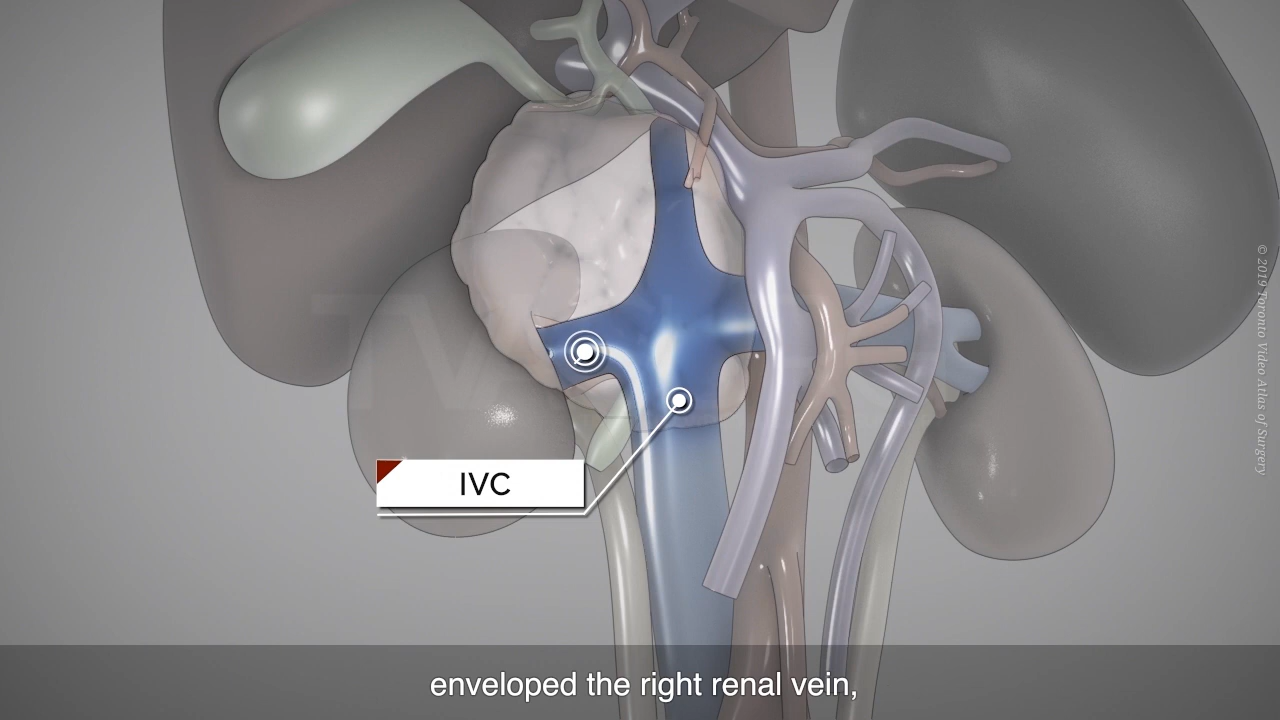 © 2019 Toronto Video Atlas of Surgery
IVC
enveloped the right renal vein,